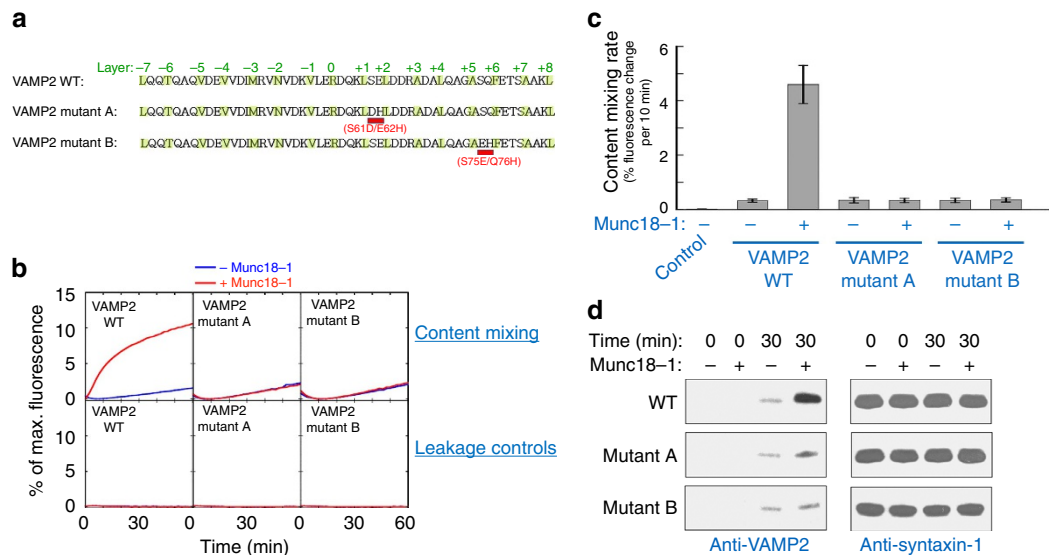 a
Layer: –7 –6 –5 –4 –3 –2 –1 0 +1 +2 +3 +4 +5 +6 +7 +8
VAMP2 WT: LQQTQAQVDEVVDIMRVNVDKVLERDQKLSELDDRADALQAGASQFETSAAKL
VAMP2 mutant A: LQQTQAQVDEVVDIMRVNVDKVLERDQKLDHLDDRADALQAGASQFETSAAKL
(S61D/E62H)
VAMP2 mutant B: LQQTQAQVDEVVDIMRVNVDKVLERDQKLSELDDRADALQAGAEHFETSAAKL
(S75E/Q76H)
b
– Munc18–1
+ Munc18–1
% of max. fluorescence
15
10
5
0
VAMP2 WT
VAMP2 mutant A
VAMP2 mutant B
Content mixing
15
10
5
0
VAMP2 WT
VAMP2 mutant A
VAMP2 mutant B
Leakage controls
0 30 0 30 0 30 60
Time (min)
c
Content mixing rate
(% fluorescence change
per 10 min)
6
4
2
0
Munc18–1: – – + – + – +
Control
VAMP2 WT
VAMP2 mutant A
VAMP2 mutant B
d
Time (min): 0 0 30 30 0 0 30 30
Munc18–1: – + – + – + – +
WT
Mutant A
Mutant B
Anti-VAMP2
Anti-syntaxin-1